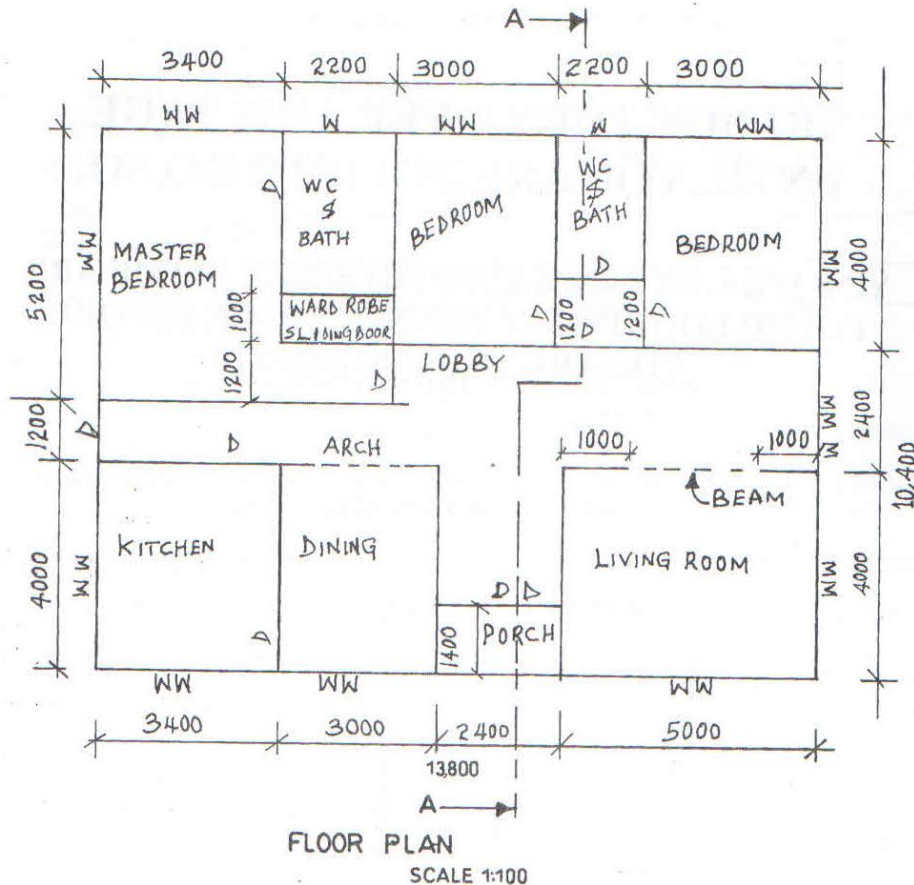 A
3400 2200 3000 2200 3000
WW W WW W WW
D WC
$
BATH
BEDROOM
WC
$
BATH
BEDROOM
WW
MASTER
BEDROOM
5200
1000
WARD ROBE
SLIDING DOOR
D
D
1200
D
1200
D
WW
4000
1200
D
LOBBY
1200
D
D
ARCH
1000
1000
WW W
2400
10,400
BEAM
KITCHEN
DINING
LIVING ROOM
4000
WW
D
D D
1400
PORCH
WW
4000
WW WW WW
3400 3000 2400 5000
13,800
A
FLOOR PLAN
SCALE 1:100